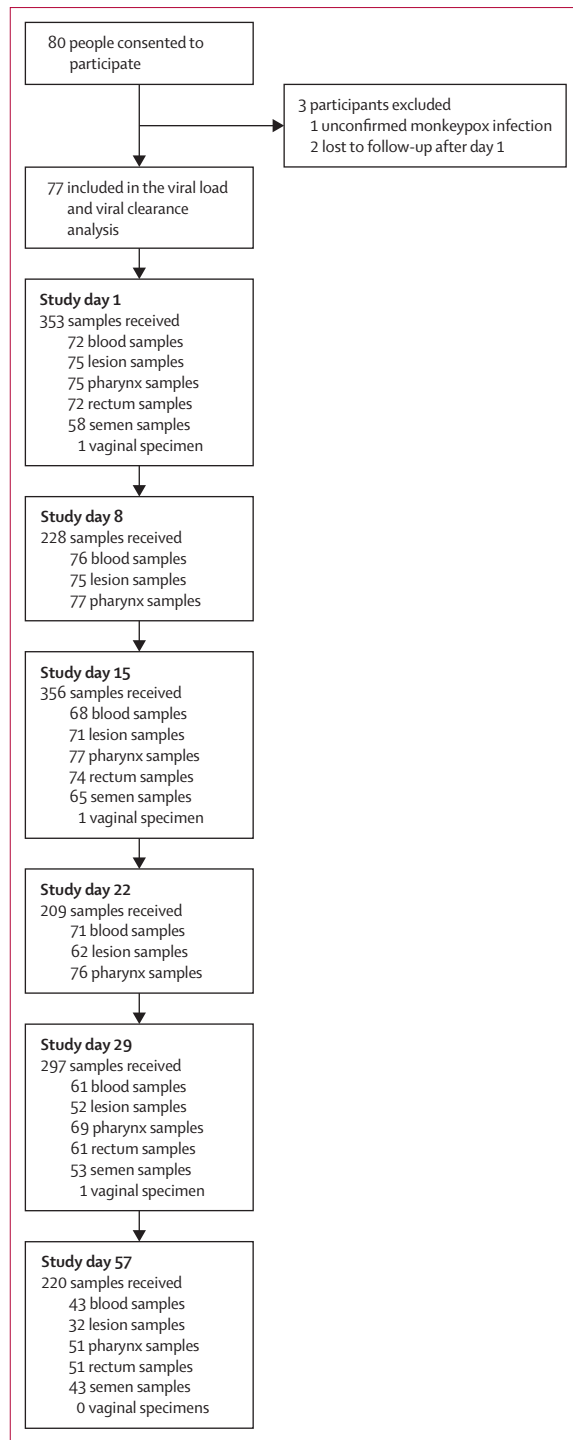 80 people consented to
participate
3 participants excluded
1 unconfirmed monkeypox infection
2 lost to follow-up after day 1
77 included in the viral load
and viral clearance
analysis
Study day 1
353 samples received
72 blood samples
75 lesion samples
75 pharynx samples
72 rectum samples
58 semen samples
1 vaginal specimen
Study day 8
228 samples received
76 blood samples
75 lesion samples
77 pharynx samples
Study day 15
356 samples received
68 blood samples
71 lesion samples
77 pharynx samples
74 rectum samples
65 semen samples
1 vaginal specimen
Study day 22
209 samples received
71 blood samples
62 lesion samples
76 pharynx samples
Study day 29
297 samples received
61 blood samples
52 lesion samples
69 pharynx samples
61 rectum samples
53 semen samples
1 vaginal specimen
Study day 57
220 samples received
43 blood samples
32 lesion samples
51 pharynx samples
51 rectum samples
43 semen samples
0 vaginal specimens